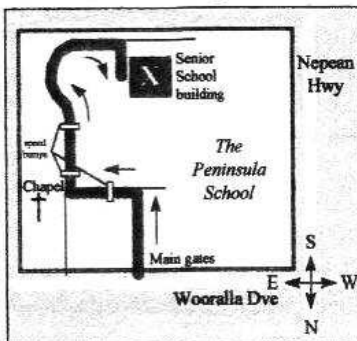 Senior
School
building
X
Nepean
Hwy
speed
bumps
The
Peninsula
School
Chapel
Main gates
Wooralla Dve
S
E
W
N